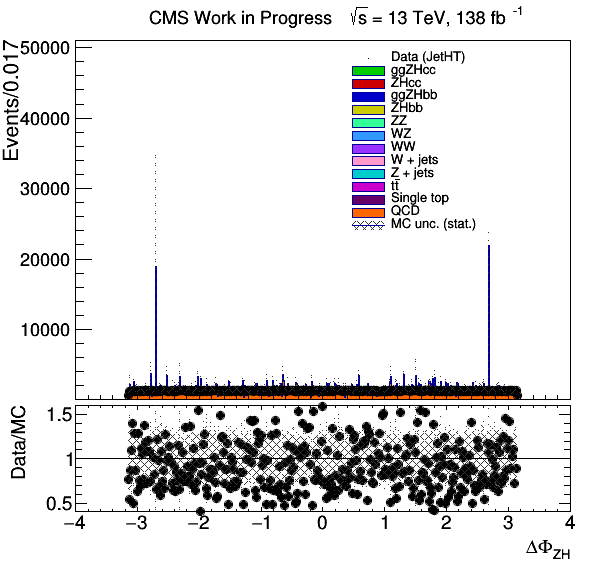 CMS Work in Progress √s = 13 TeV, 138 fb⁻¹
Events/0.017
50000
40000
30000
20000
10000
Data (JetHT)
ggZHcc
ZHcc
ggZHbb
ZHbb
ZZ
WZ
WW
W + jets
Z + jets
tt̄
Single top
QCD
MC unc. (stat.)
Data/MC
1.5
1
0.5
−4 −3 −2 −1 0 1 2 3 4
ΔΦ_ZH